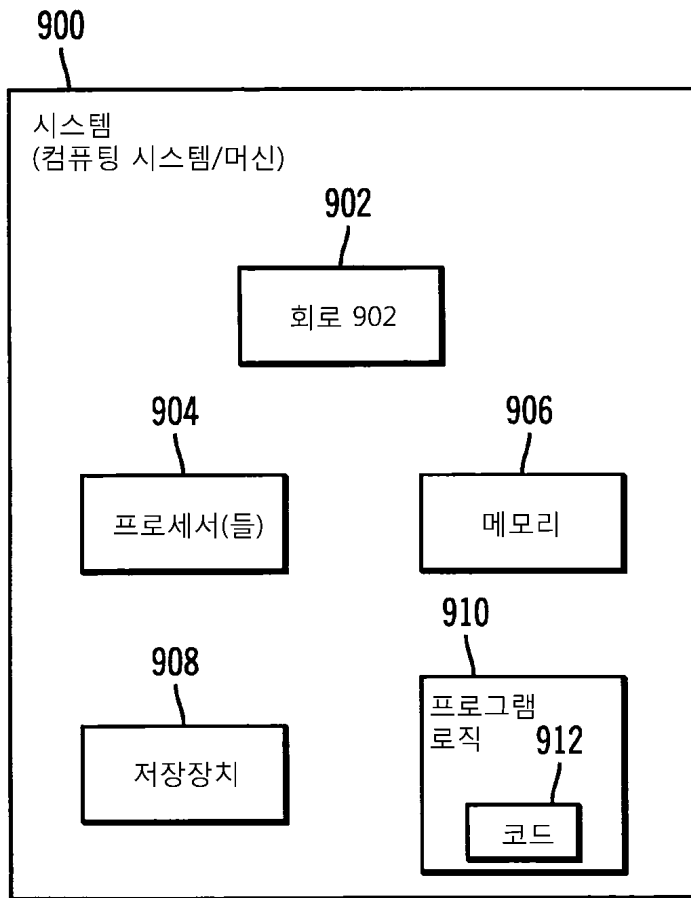 900
시스템
(컴퓨팅 시스템/머신)
902
회로 902
904
906
프로세서(들)
메모리
910
908
프로그램
로직
912
저장장치
코드